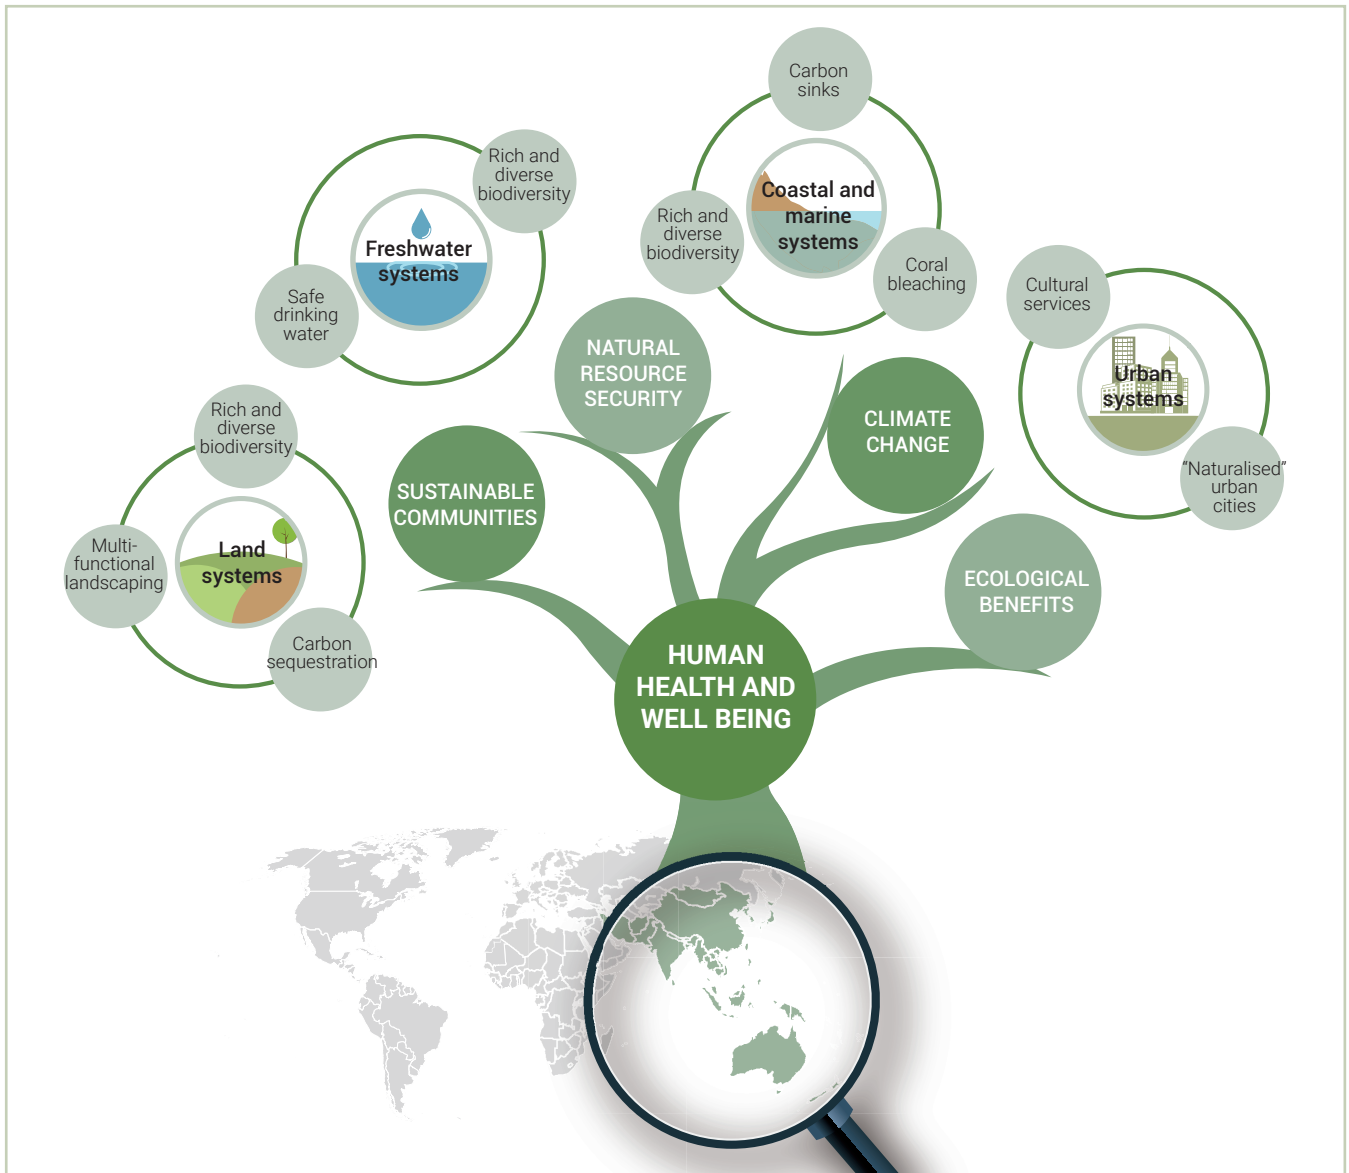 Carbon
sinks
Rich and
diverse
biodiversity
Coastal and
marine
systems
Rich and
diverse
biodiversity
Coral
bleaching
Freshwater
systems
Safe
drinking
water
Cultural
services
Urban
systems
“Naturalised”
urban
cities
NATURAL
RESOURCE
SECURITY
CLIMATE
CHANGE
Rich and
diverse
biodiversity
SUSTAINABLE
COMMUNITIES
Multi-
functional
landscaping
Land
systems
Carbon
sequestration
ECOLOGICAL
BENEFITS
HUMAN
HEALTH AND
WELL BEING